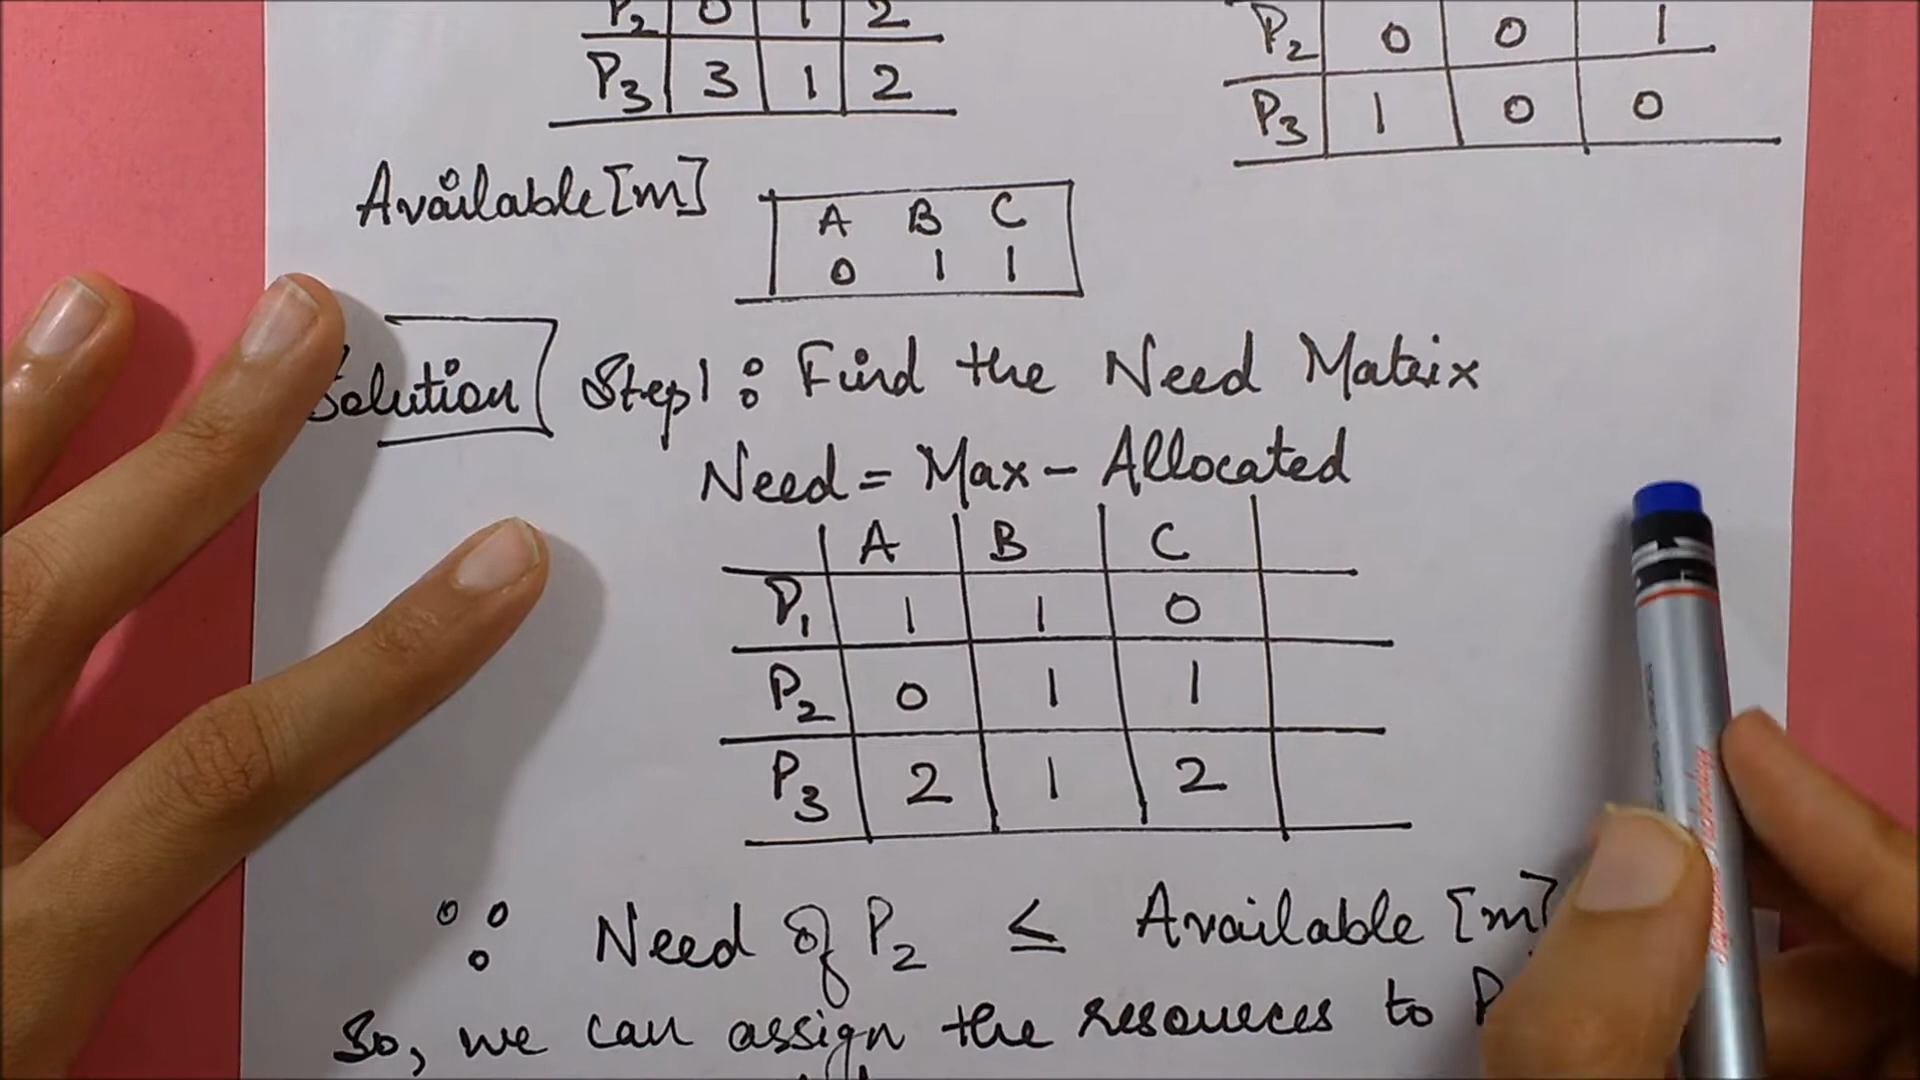 P2 0 1 2
P3 3 1 2
P2 0 0 1
P3 1 0 0
Available [m]
A B C
0 1 1
Solution
Step 1 : Find the Need Matrix
Need = Max - Allocated
A B C
P1 1 1 0
P2 0 1 1
P3 2 1 2
∵ Need of P2 ≤ Available [m]
So, we can assign the resources to P